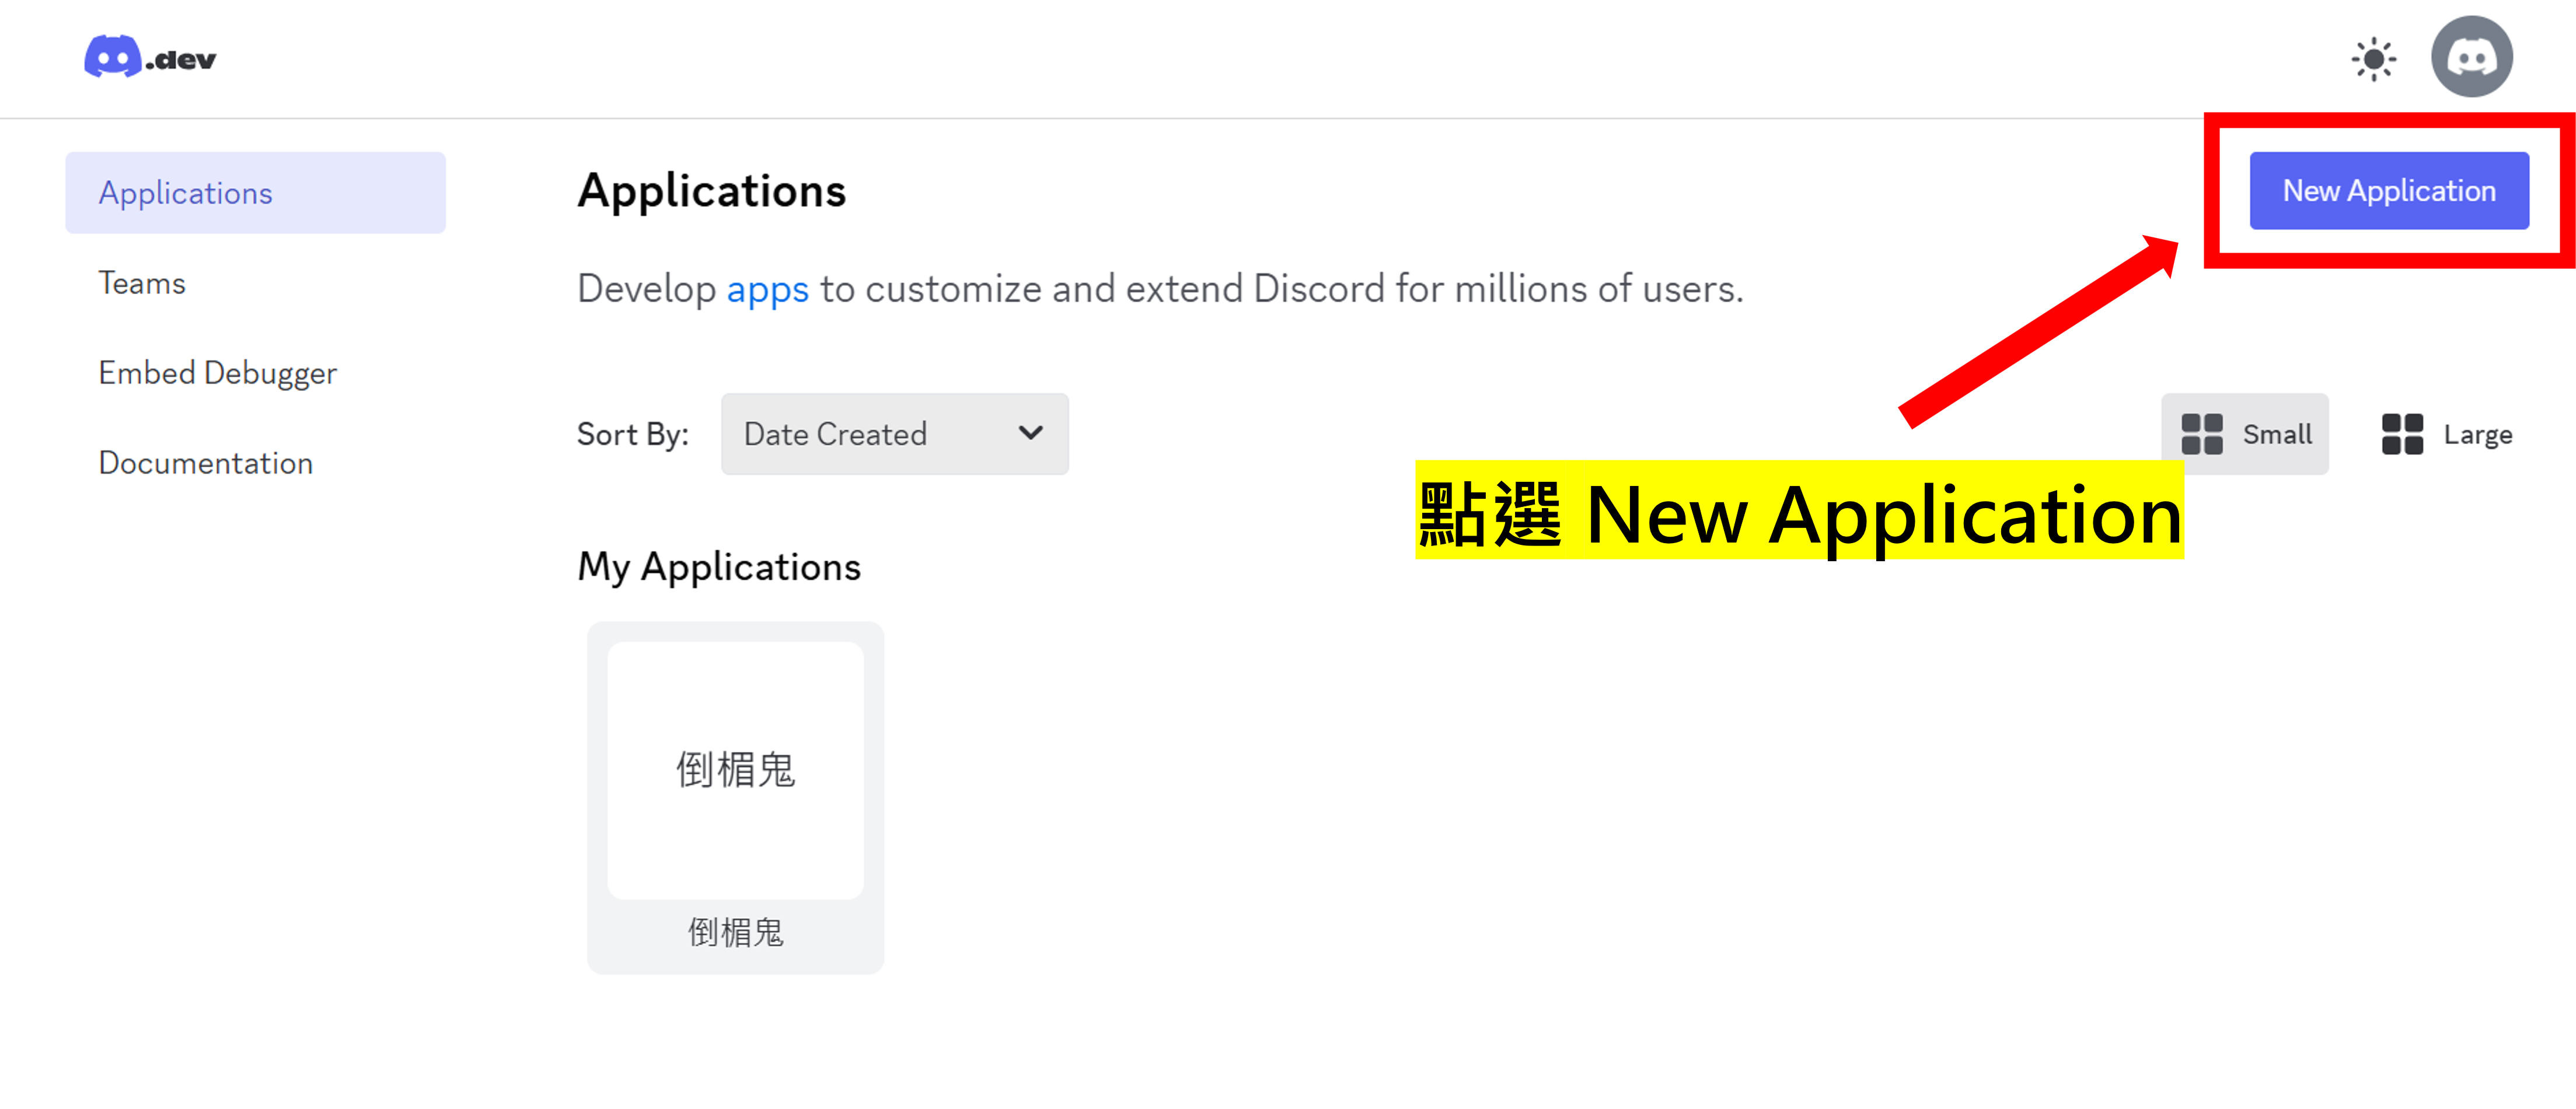 .dev
Applications
Teams
Embed Debugger
Documentation
Applications
New Application
Develop apps to customize and extend Discord for millions of users.
Sort By: Date Created
Small
Large
點選 New Application
My Applications
倒楣鬼
倒楣鬼